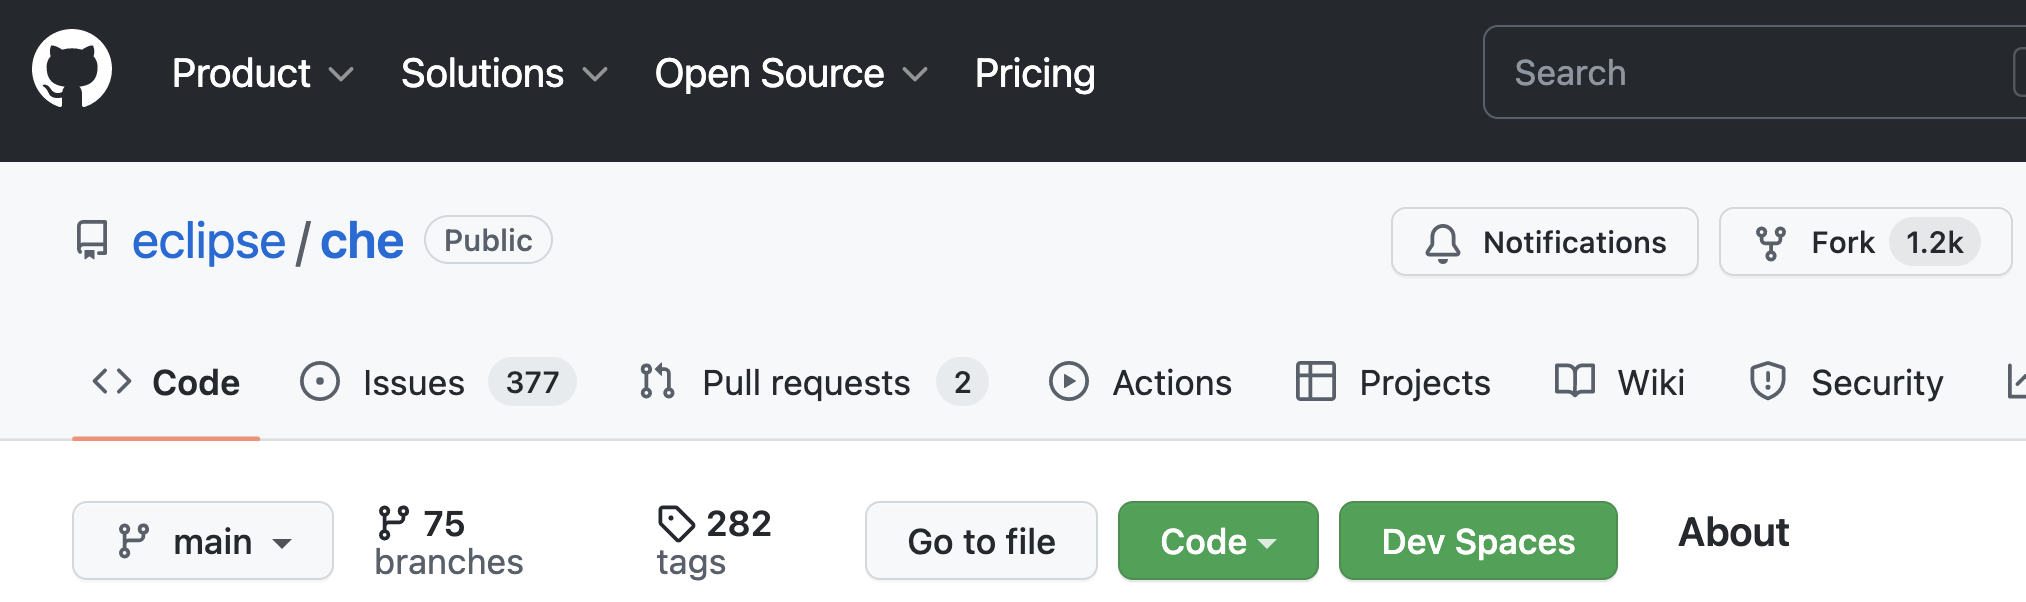 Product Solutions Open Source Pricing Search
eclipse / che Public Notifications Fork 1.2k
Code Issues 377 Pull requests 2 Actions Projects Wiki Security
main 75 branches 282 tags Go to file Code Dev Spaces About